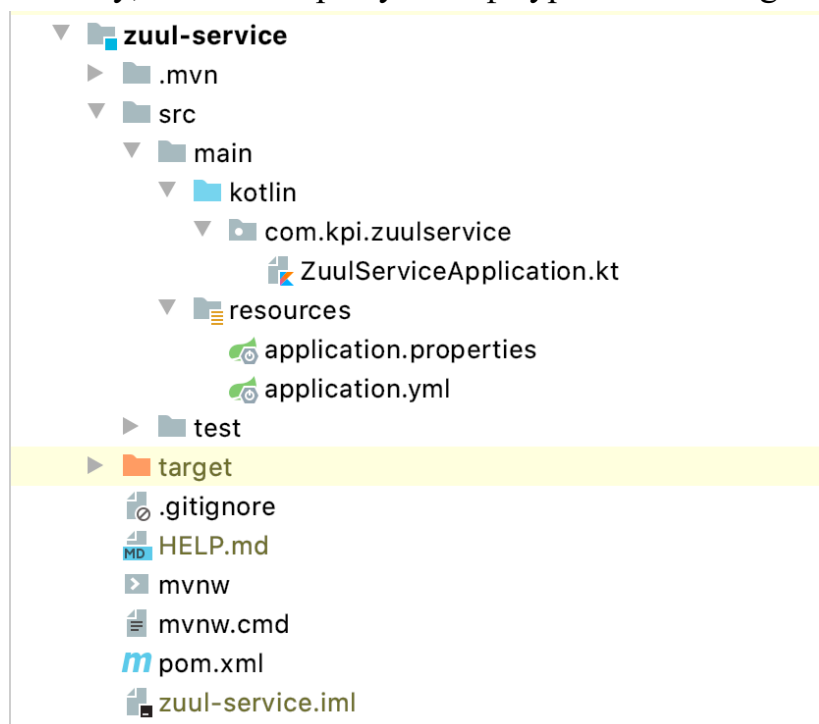 zuul-service
.mvn
src
main
kotlin
com.kpi.zuulservice
ZuulServiceApplication.kt
resources
application.properties
application.yml
test
target
.gitignore
MD HELP.md
mvnw
mvnw.cmd
m pom.xml
zuul-service.iml